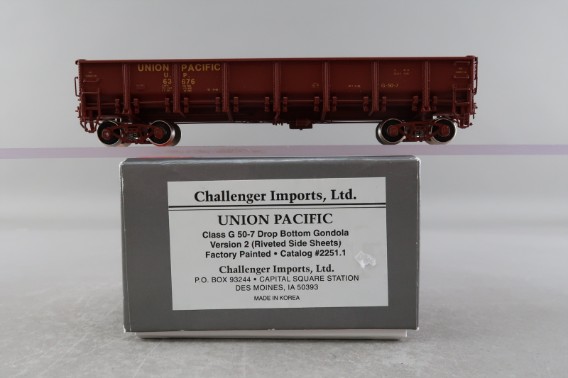 UNION PACIFIC
U P
Challenger Imports, Ltd.
UNION PACIFIC
Class G 50-7 Drop Bottom Gondola
Version 2 (Riveted Side Sheets)
Factory Painted • Catalog #2251.1
Challenger Imports, Ltd.
P.O. BOX 93244 • CAPITAL SQUARE STATION
DES MOINES, IA 50393
MADE IN KOREA